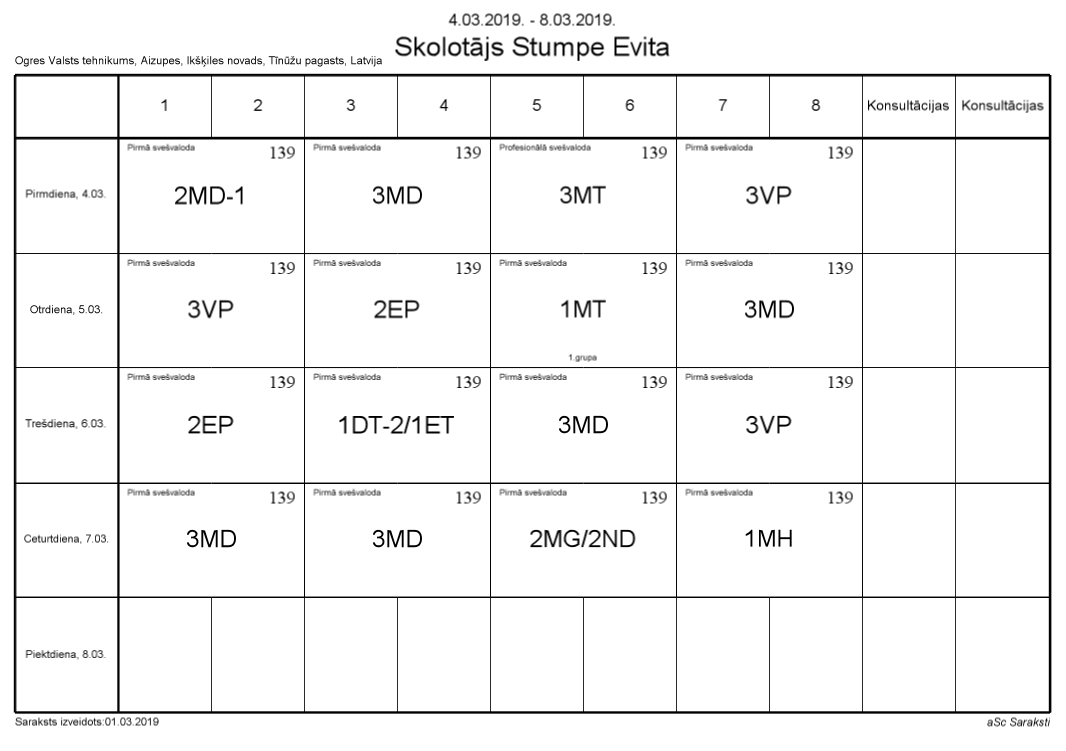 4.03.2019. - 8.03.2019.
Skolotājs Stumpe Evita
Ogres Valsts tehnikums, Aizupes, Ikšķiles novads, Tīnūžu pagasts, Latvija
1 2 3 4 5 6 7 8 Konsultācijas Konsultācijas
Pirmā svešvaloda 139 Pirmā svešvaloda 139 Profesionālā svešvaloda 139 Pirmā svešvaloda 139
Pirmdiena, 4.03. 2MD-1 3MD 3MT 3VP
Pirmā svešvaloda 139 Pirmā svešvaloda 139 Pirmā svešvaloda 139 Pirmā svešvaloda 139
Otrdiena, 5.03. 3VP 2EP 1MT 3MD
1.grupa
Pirmā svešvaloda 139 Pirmā svešvaloda 139 Pirmā svešvaloda 139 Pirmā svešvaloda 139
Trešdiena, 6.03. 2EP 1DT-2/1ET 3MD 3VP
Pirmā svešvaloda 139 Pirmā svešvaloda 139 Pirmā svešvaloda 139 Pirmā svešvaloda 139
Ceturtdiena, 7.03. 3MD 3MD 2MG/2ND 1MH
Piektdiena, 8.03.
Saraksts izveidots:01.03.2019 aSc Saraksti